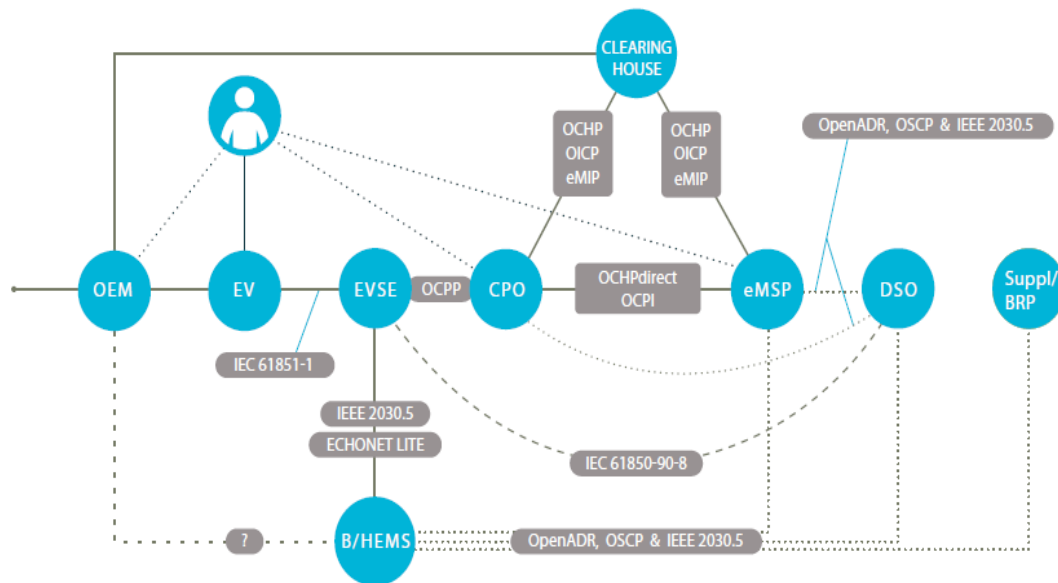 CLEARING
HOUSE
OCHP
OICP
eMIP
OCHP
OICP
eMIP
OpenADR, OSCP & IEEE 2030.5
OEM
EV
EVSE
OCPP
CPO
OCHPdirect
OCPI
eMSP
DSO
Suppl/
BRP
IEC 61851-1
IEEE 2030.5
ECHONET LITE
IEC 61850-90-8
?
B/HEMS
OpenADR, OSCP & IEEE 2030.5